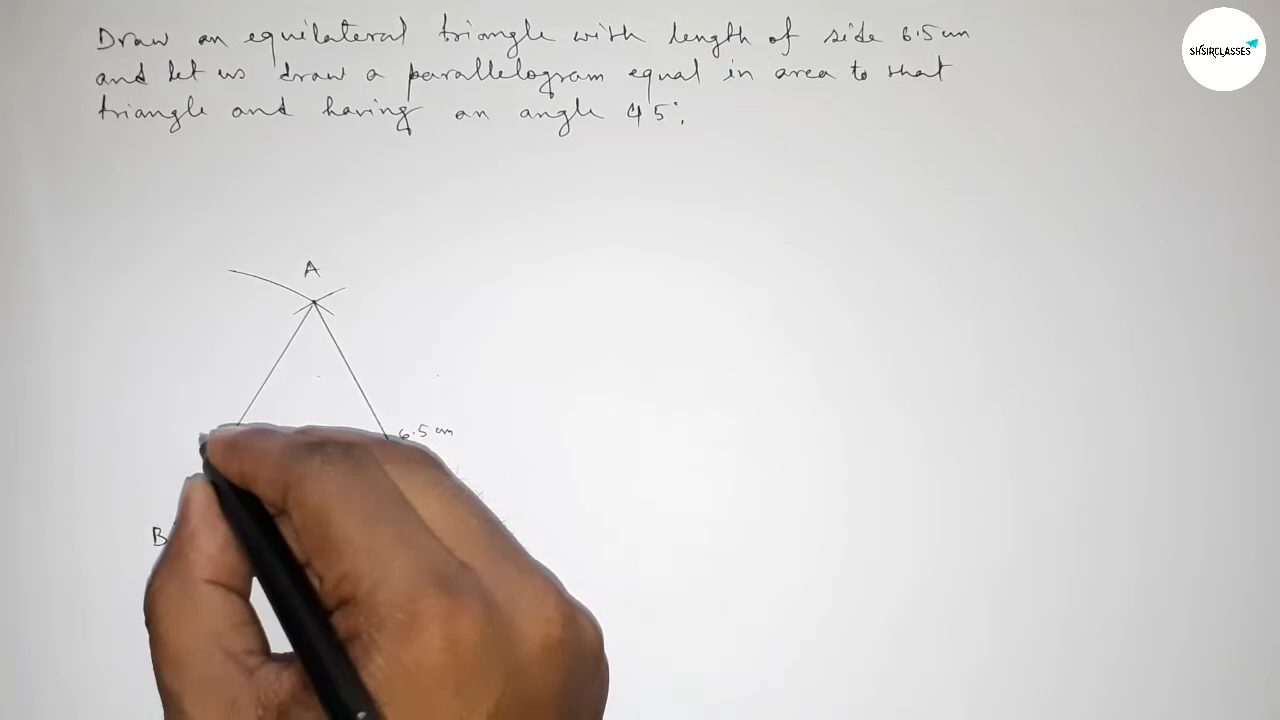 Draw an equilateral triangle with length of side 6.5 cm
and let us draw a parallelogram equal in area to that
triangle and having an angle 45°.
SHSIRCLASSES
A
6.5 cm
B